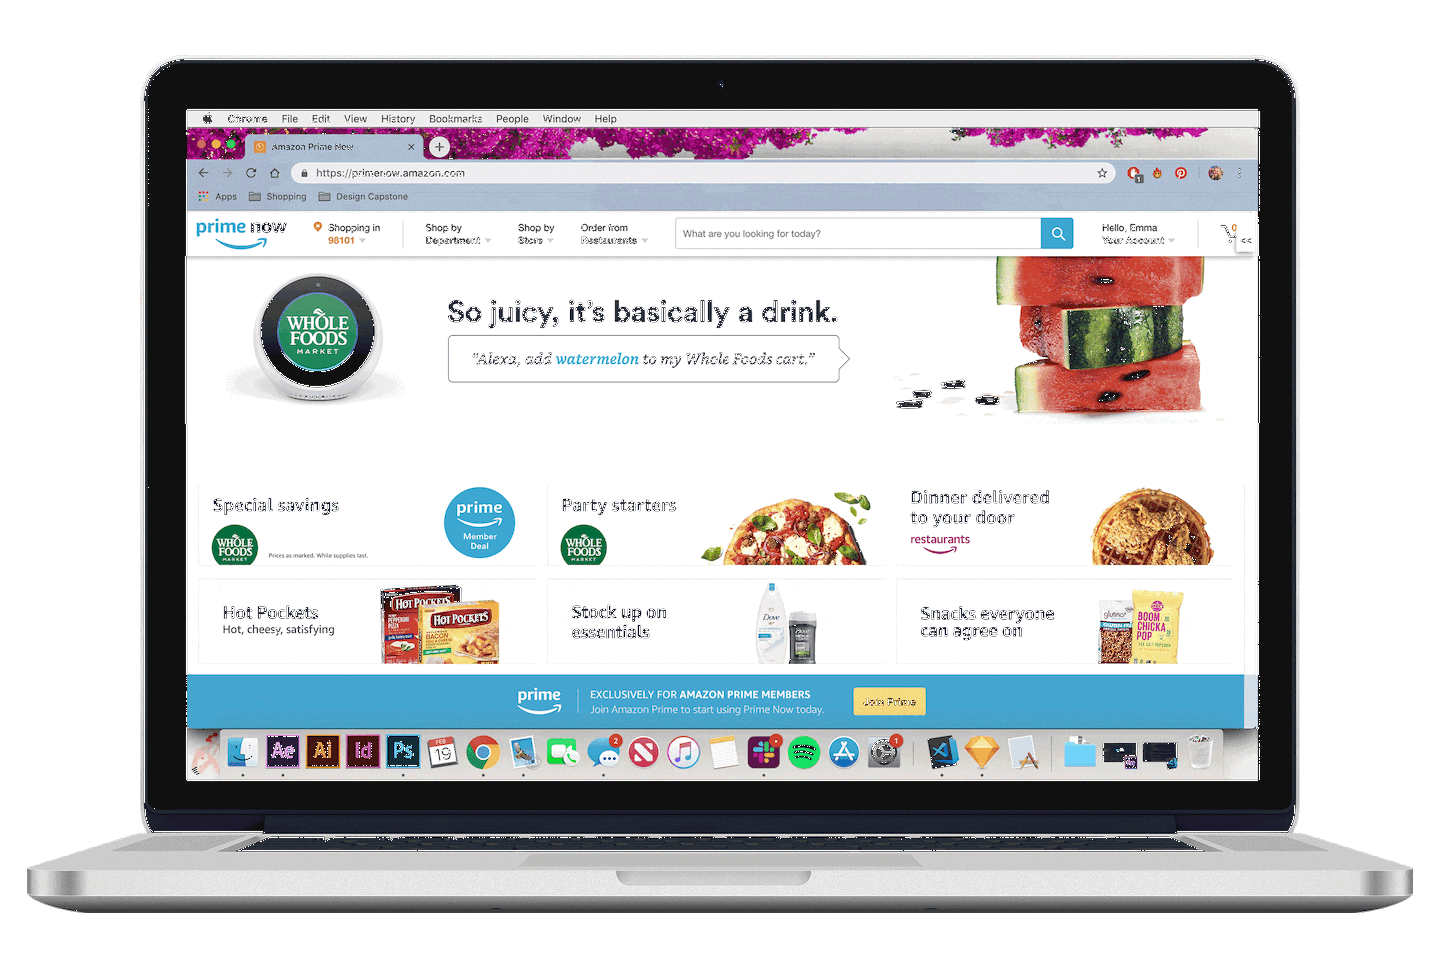 Chrome File Edit View History Bookmarks People Window Help
Amazon Prime Now
https://primenow.amazon.com
1
Apps Shopping Design Capstone
prime now
Shopping in
98101
Shop by
Department
Shop by
Store
Order from
Restaurants
What are you looking for today?
Hello, Emma
Your Account
0
<<
WHOLE
FOODS
MARKET
So juicy, it's basically a drink.
"Alexa, add watermelon to my Whole Foods cart."
Special savings
WHOLE
FOODS
MARKET
Prices as marked. While supplies last.
prime
Member
Deal
Party starters
WHOLE
FOODS
MARKET
Dinner delivered
to your door
restaurants
Hot Pockets
Hot, cheesy, satisfying
HOT POCKETS
PEPPERONI
PIZZA
HOT POCKETS
BACON
Stock up on
essentials
Dove
Snacks everyone
can agree on
glutino
GLUTEN FREE
BOOM
CHICKA
POP
prime
EXCLUSIVELY FOR AMAZON PRIME MEMBERS
Join Amazon Prime to start using Prime Now today.
Join Prime
Ae Ai Id Ps FEB 19 2 1